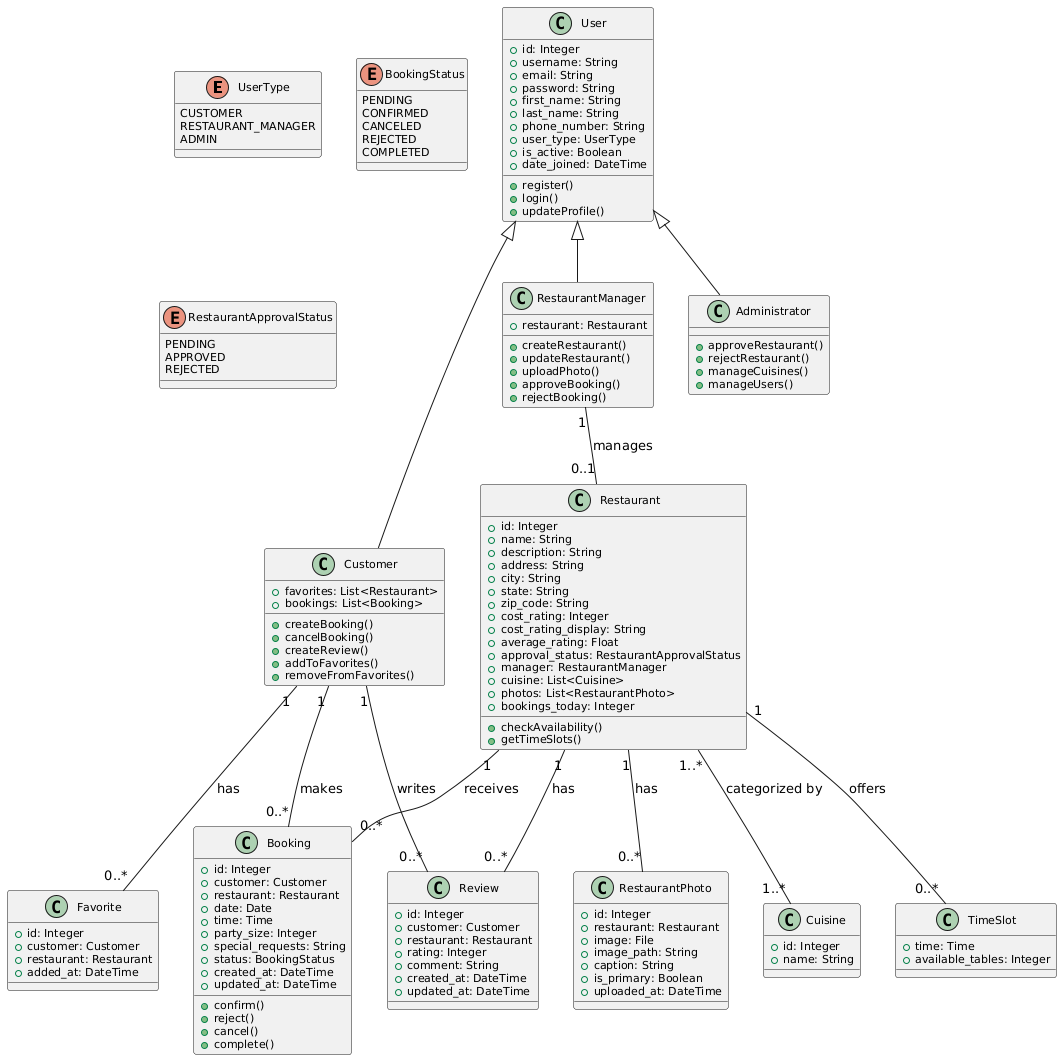 User
id: Integer
username: String
email: String
password: String
first_name: String
last_name: String
phone_number: String
user_type: UserType
is_active: Boolean
date_joined: DateTime
register()
login()
updateProfile()
E UserType
CUSTOMER
RESTAURANT_MANAGER
ADMIN
E BookingStatus
PENDING
CONFIRMED
CANCELED
REJECTED
COMPLETED
E RestaurantApprovalStatus
PENDING
APPROVED
REJECTED
C RestaurantManager
restaurant: Restaurant
createRestaurant()
updateRestaurant()
uploadPhoto()
approveBooking()
rejectBooking()
C Administrator
approveRestaurant()
rejectRestaurant()
manageCuisines()
manageUsers()
1
manages
0..1
C Restaurant
id: Integer
name: String
description: String
address: String
city: String
state: String
zip_code: String
cost_rating: Integer
cost_rating_display: String
average_rating: Float
approval_status: RestaurantApprovalStatus
manager: RestaurantManager
cuisine: List<Cuisine>
photos: List<RestaurantPhoto>
bookings_today: Integer
checkAvailability()
getTimeSlots()
C Customer
favorites: List<Restaurant>
bookings: List<Booking>
createBooking()
cancelBooking()
createReview()
addToFavorites()
removeFromFavorites()
1 1 1
1 1 1 1..* 1
has makes writes receives has has categorized by offers
0..* 0..* 0..* 0..* 0..* 0..* 1..* 0..*
C Favorite
id: Integer
customer: Customer
restaurant: Restaurant
added_at: DateTime
C Booking
id: Integer
customer: Customer
restaurant: Restaurant
date: Date
time: Time
party_size: Integer
special_requests: String
status: BookingStatus
created_at: DateTime
updated_at: DateTime
confirm()
reject()
cancel()
complete()
C Review
id: Integer
customer: Customer
restaurant: Restaurant
rating: Integer
comment: String
created_at: DateTime
updated_at: DateTime
C RestaurantPhoto
id: Integer
restaurant: Restaurant
image: File
image_path: String
caption: String
is_primary: Boolean
uploaded_at: DateTime
C Cuisine
id: Integer
name: String
C TimeSlot
time: Time
available_tables: Integer